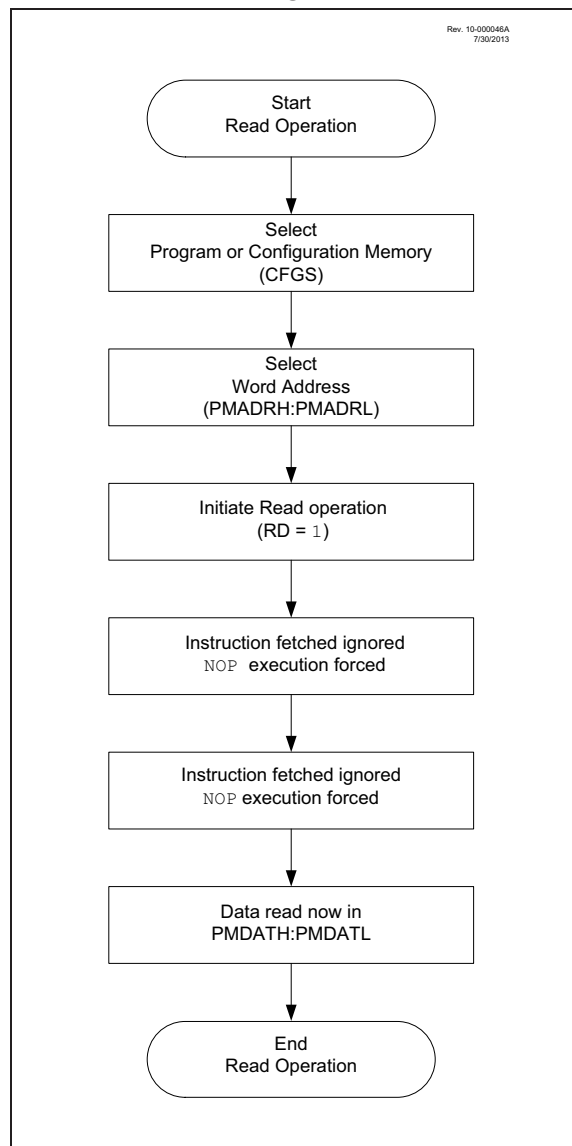 Rev. 10-000046A
7/30/2013
Start
Read Operation
Select
Program or Configuration Memory
(CFGS)
Select
Word Address
(PMADRH:PMADRL)
Initiate Read operation
(RD = 1)
Instruction fetched ignored
NOP execution forced
Instruction fetched ignored
NOP execution forced
Data read now in
PMDATH:PMDATL
End
Read Operation